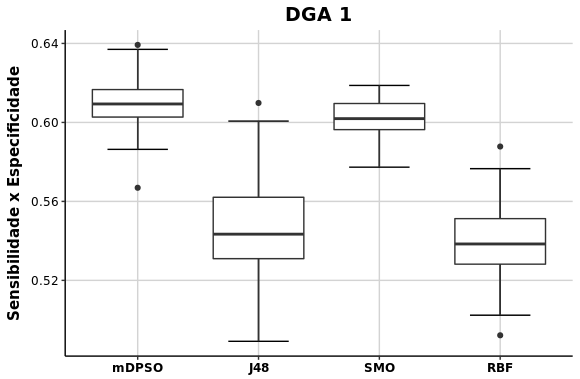 DGA 1
Sensibilidade x Especificidade
0.64
0.60
0.56
0.52
mDPSO J48 SMO RBF